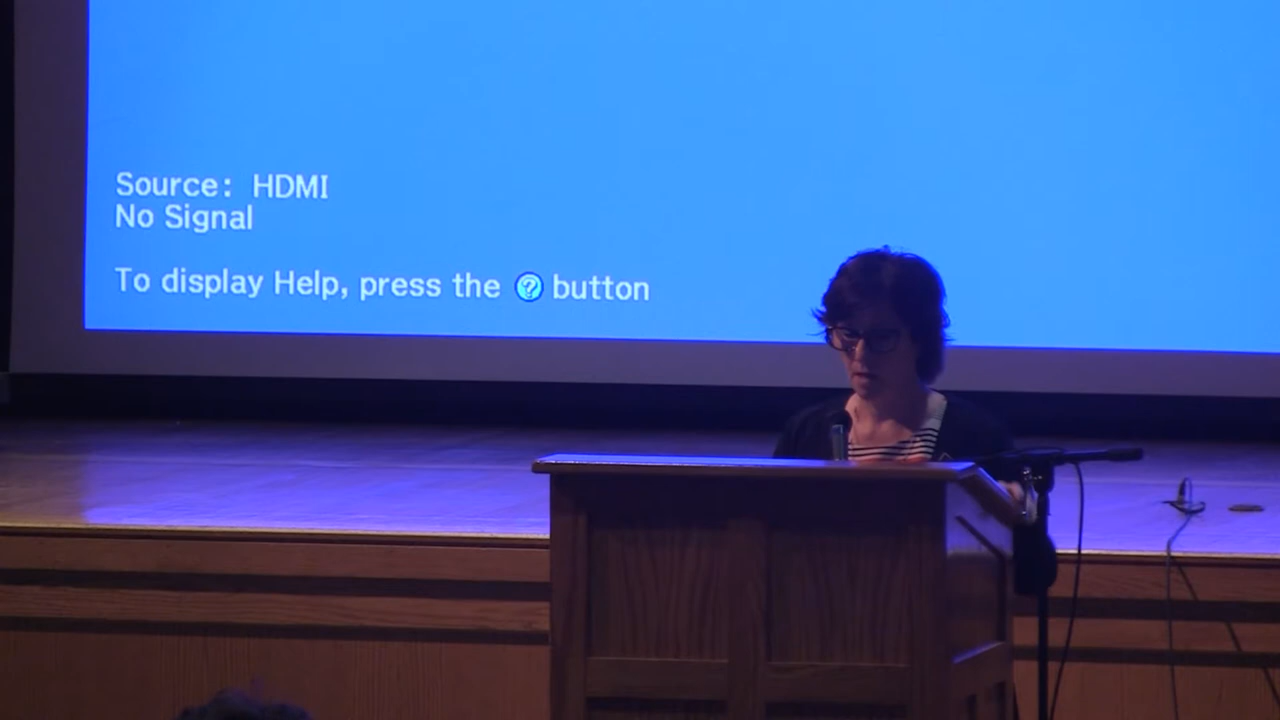 Source: HDMI
No Signal
To display Help, press the ? button